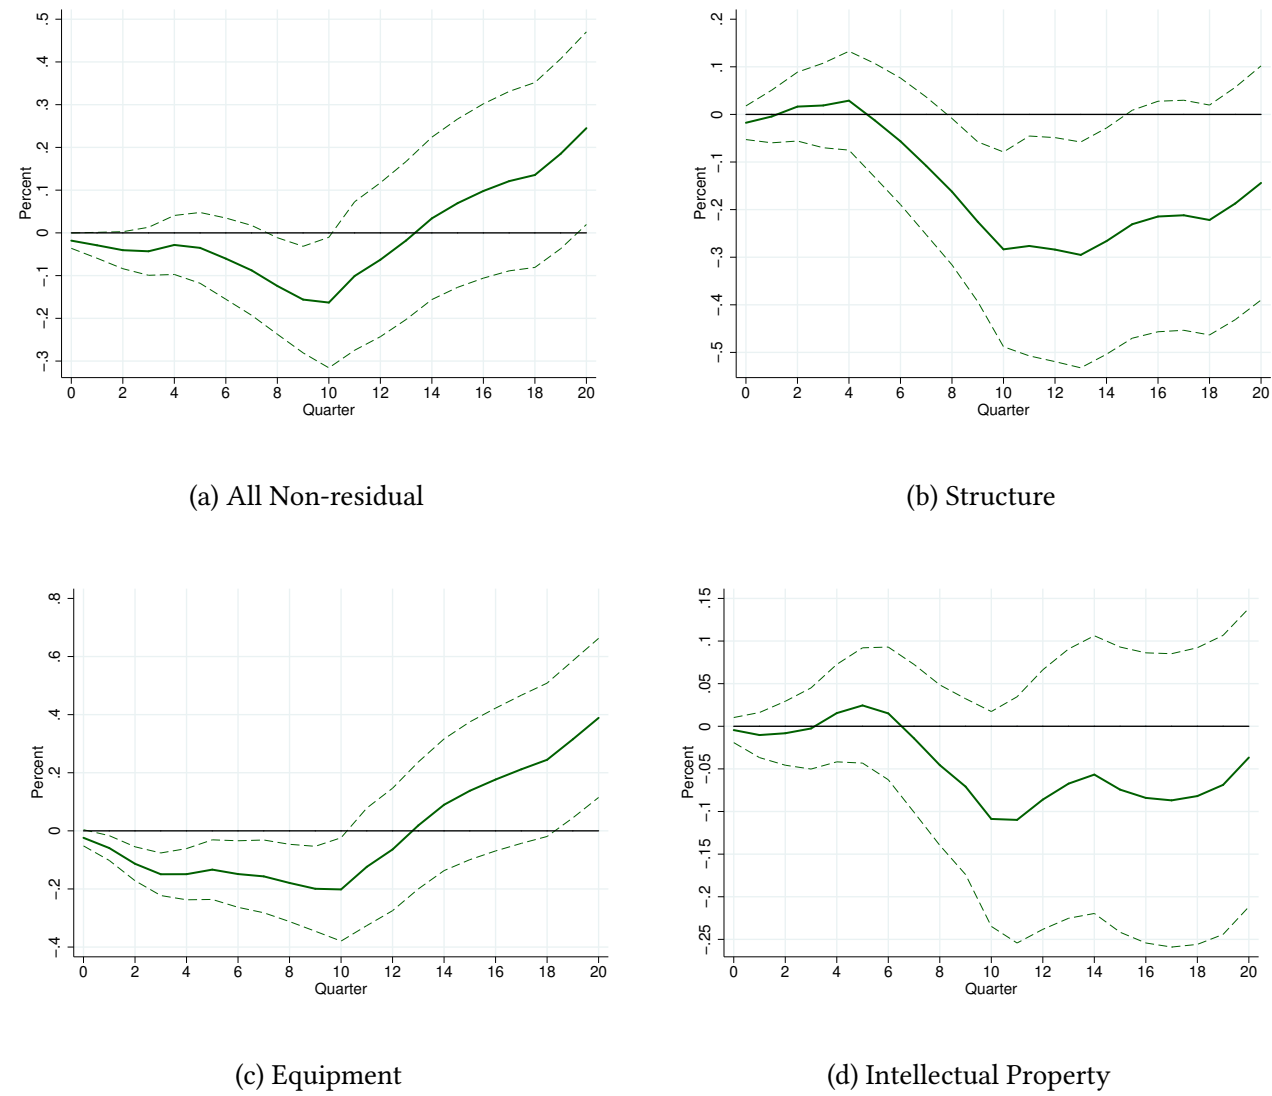 .5
.4
.3
.2
.1
0
-.1
-.2
-.3
Percent
0 2 4 6 8 10 12 14 16 18 20
Quarter
(a) All Non-residual
.2
.1
0
-.1
-.2
-.3
-.4
-.5
Percent
0 2 4 6 8 10 12 14 16 18 20
Quarter
(b) Structure
.8
.6
.4
.2
0
-.2
-.4
Percent
0 2 4 6 8 10 12 14 16 18 20
Quarter
(c) Equipment
.15
.1
.05
0
-.05
-.1
-.15
-.2
-.25
Percent
0 2 4 6 8 10 12 14 16 18 20
Quarter
(d) Intellectual Property